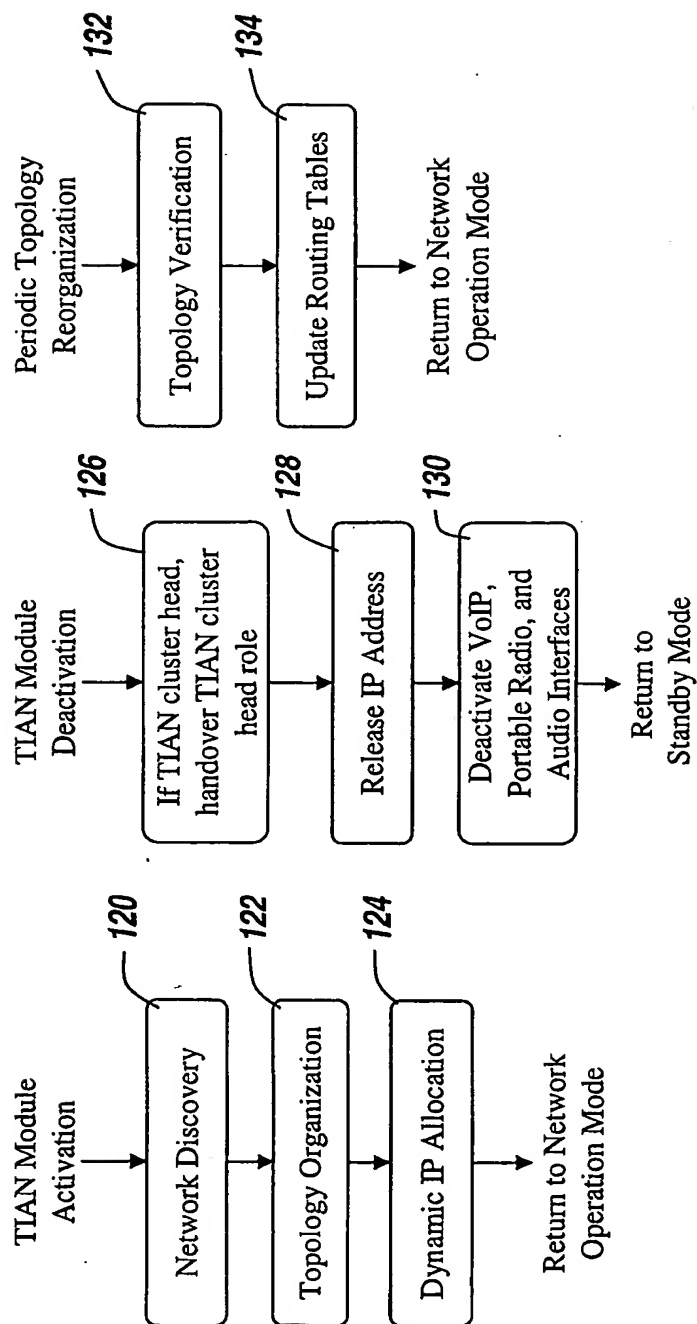 TIAN Module
Activation
120
Network Discovery
122
Topology Organization
124
Dynamic IP Allocation
Return to Network
Operation Mode
TIAN Module
Deactivation
126
If TIAN cluster head,
handover TIAN cluster
head role
128
Release IP Address
130
Deactivate VoIP,
Portable Radio, and
Audio Interfaces
Return to
Standby Mode
Periodic Topology
Reorganization
132
Topology Verification
134
Update Routing Tables
Return to Network
Operation Mode